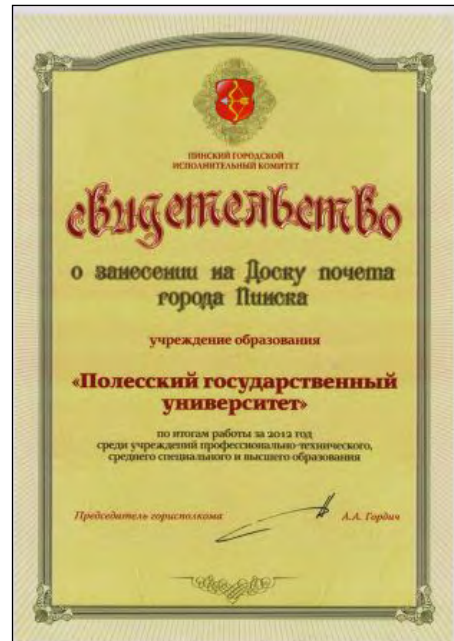 ПИНСКИЙ ГОРОДСКОЙ
ИСПОЛНИТЕЛЬНЫЙ КОМИТЕТ
свидетельство
о занесении на Доску почета
города Пинска
учреждение образования
«Полесский государственный
университет»
по итогам работы за 2012 год
среди учреждений профессионально-технического,
среднего специального и высшего образования
Председатель горисполкома А.А. Гордич